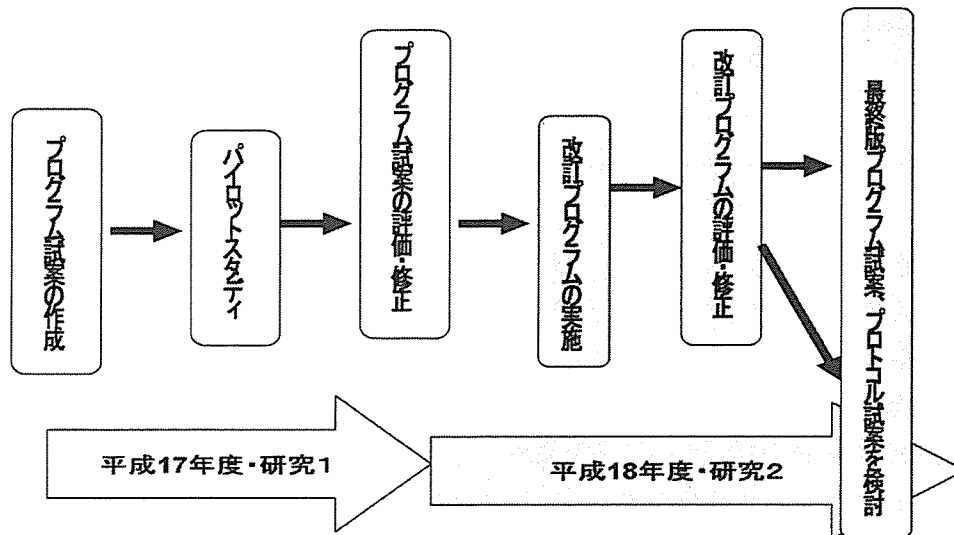 プログラム試案の作成
パイロットスタディ
プログラム試案の評価・修正
改訂プログラムの実施
改訂プログラムの評価・修正
最終版プログラム試案、プロトコル試案を検討
平成17年度・研究1
平成18年度・研究2